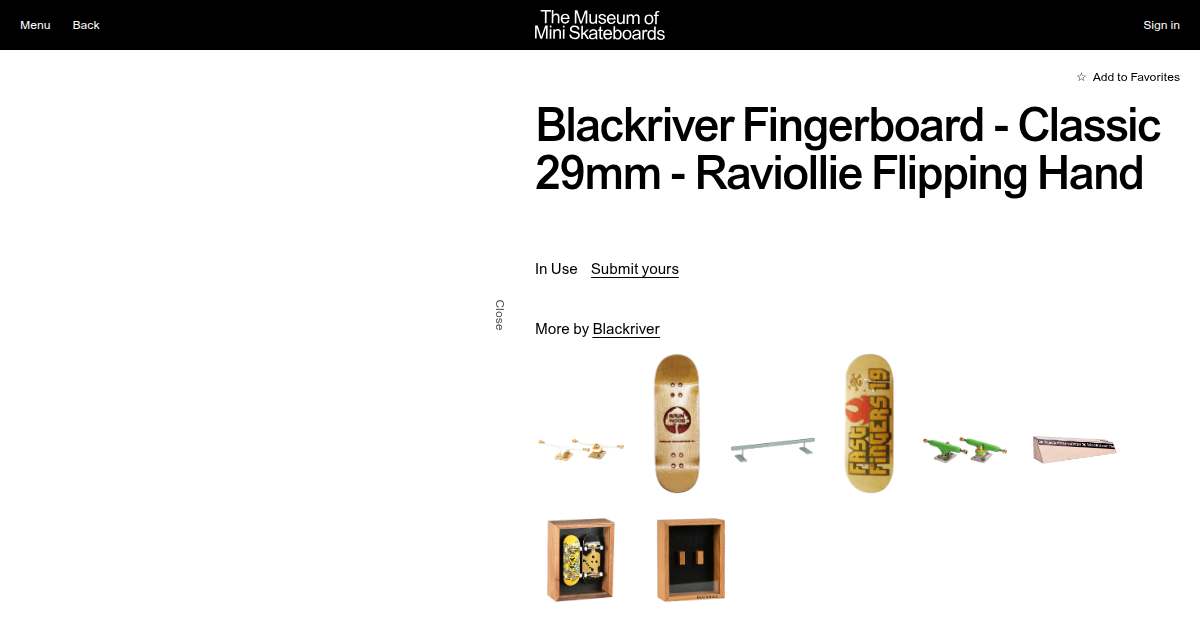 Menu
Back
The Museum of
Mini Skateboards
Sign in
☆ Add to Favorites
Blackriver Fingerboard - Classic
29mm - Raviollie Flipping Hand
In Use
Submit yours
Close
More by Blackriver
FAST
FINGERS 19